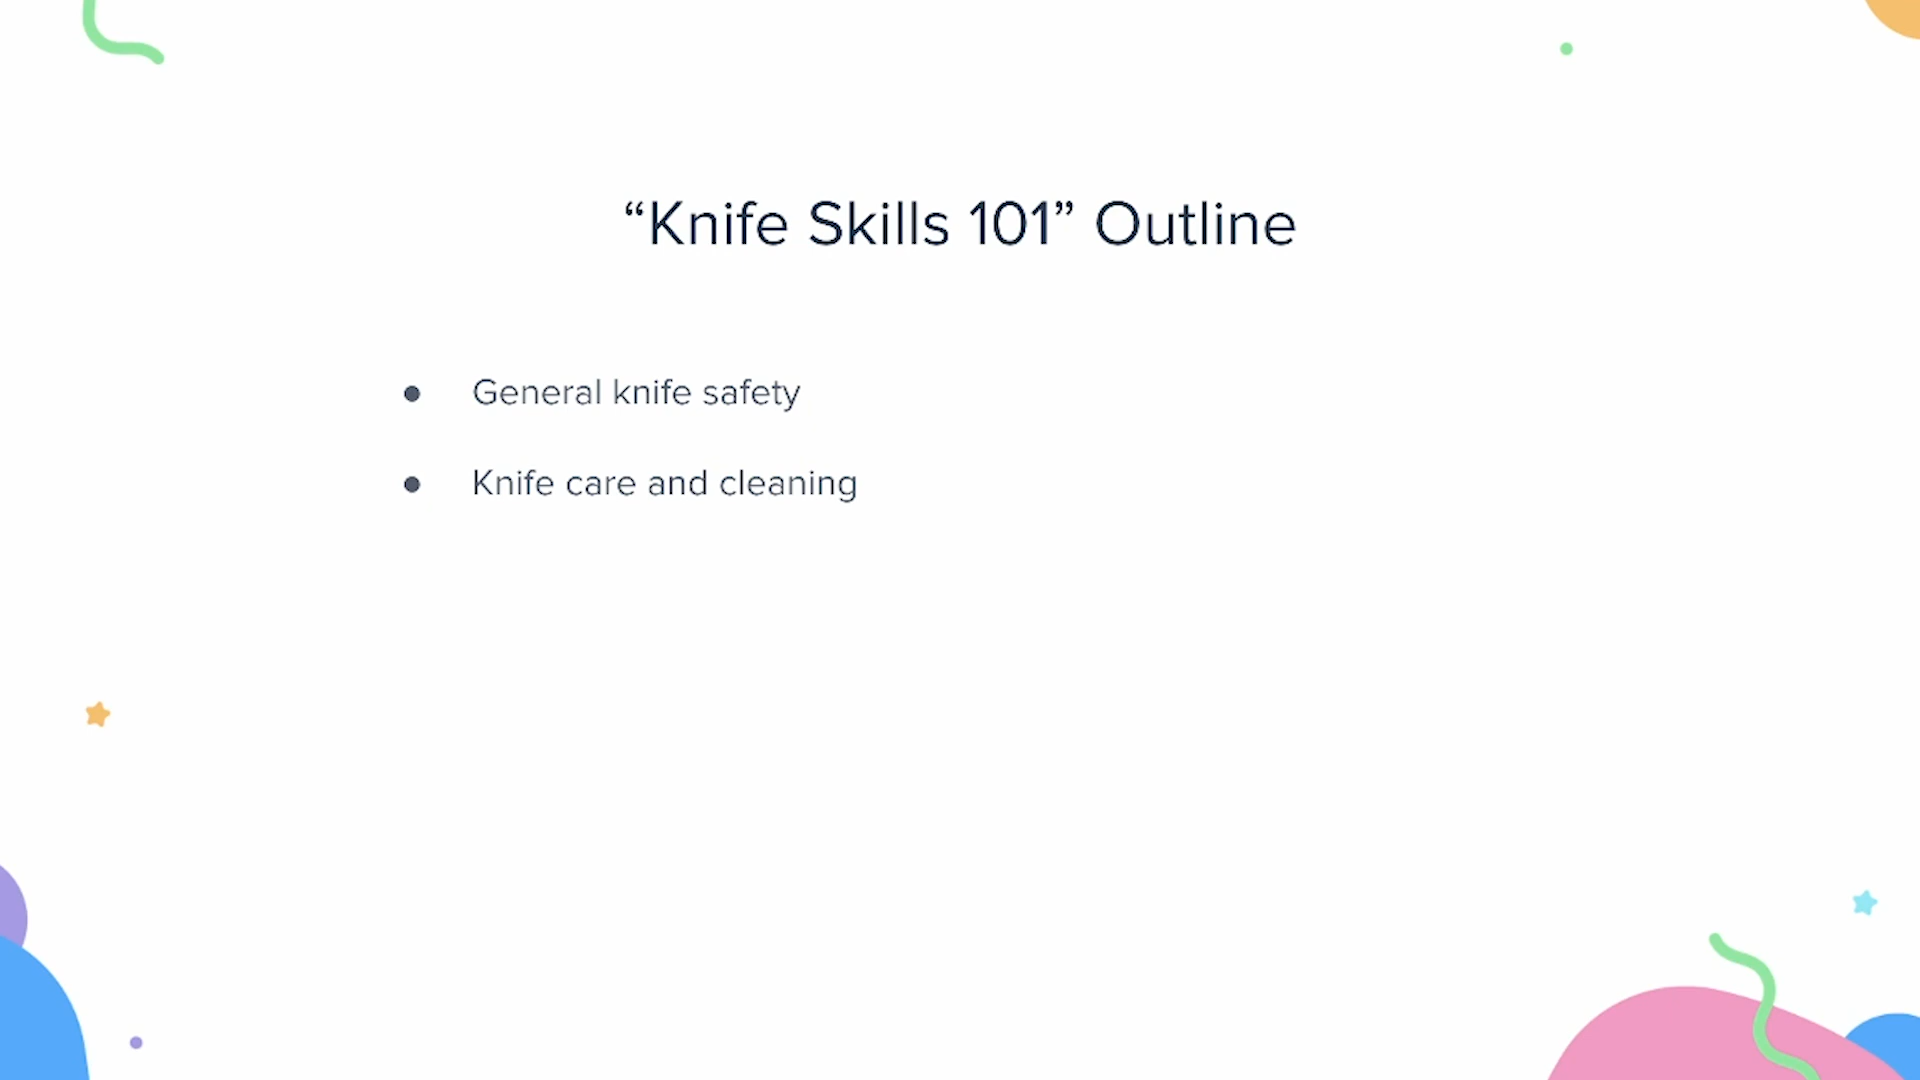 “Knife Skills 101” Outline
● General knife safety
● Knife care and cleaning